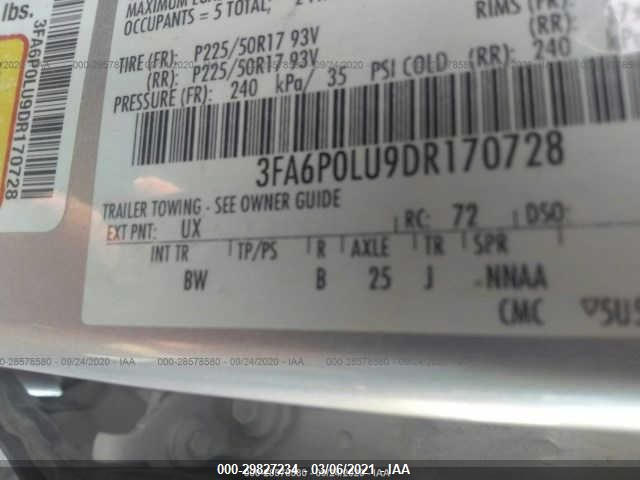 lbs.
3FA6P0LU9DR170728
OCCUPANTS = 5 TOTAL,
RIMS (FR):
(RR):
TIRE (FR): P225/50R17 93V
(RR): P225/50R17 93V
PRESSURE (FR): 240 kPa/ 35 PSI COLD (RR): 240
3FA6P0LU9DR170728
TRAILER TOWING - SEE OWNER GUIDE
EXT PNT: UX RC: 72 DSO:
INT TR TP/PS R AXLE TR SPR
BW B 25 J NNAA
CMC
000-28578580 - 09/24/2020 - IAA
000-29827234 - 03/06/2021 - IAA